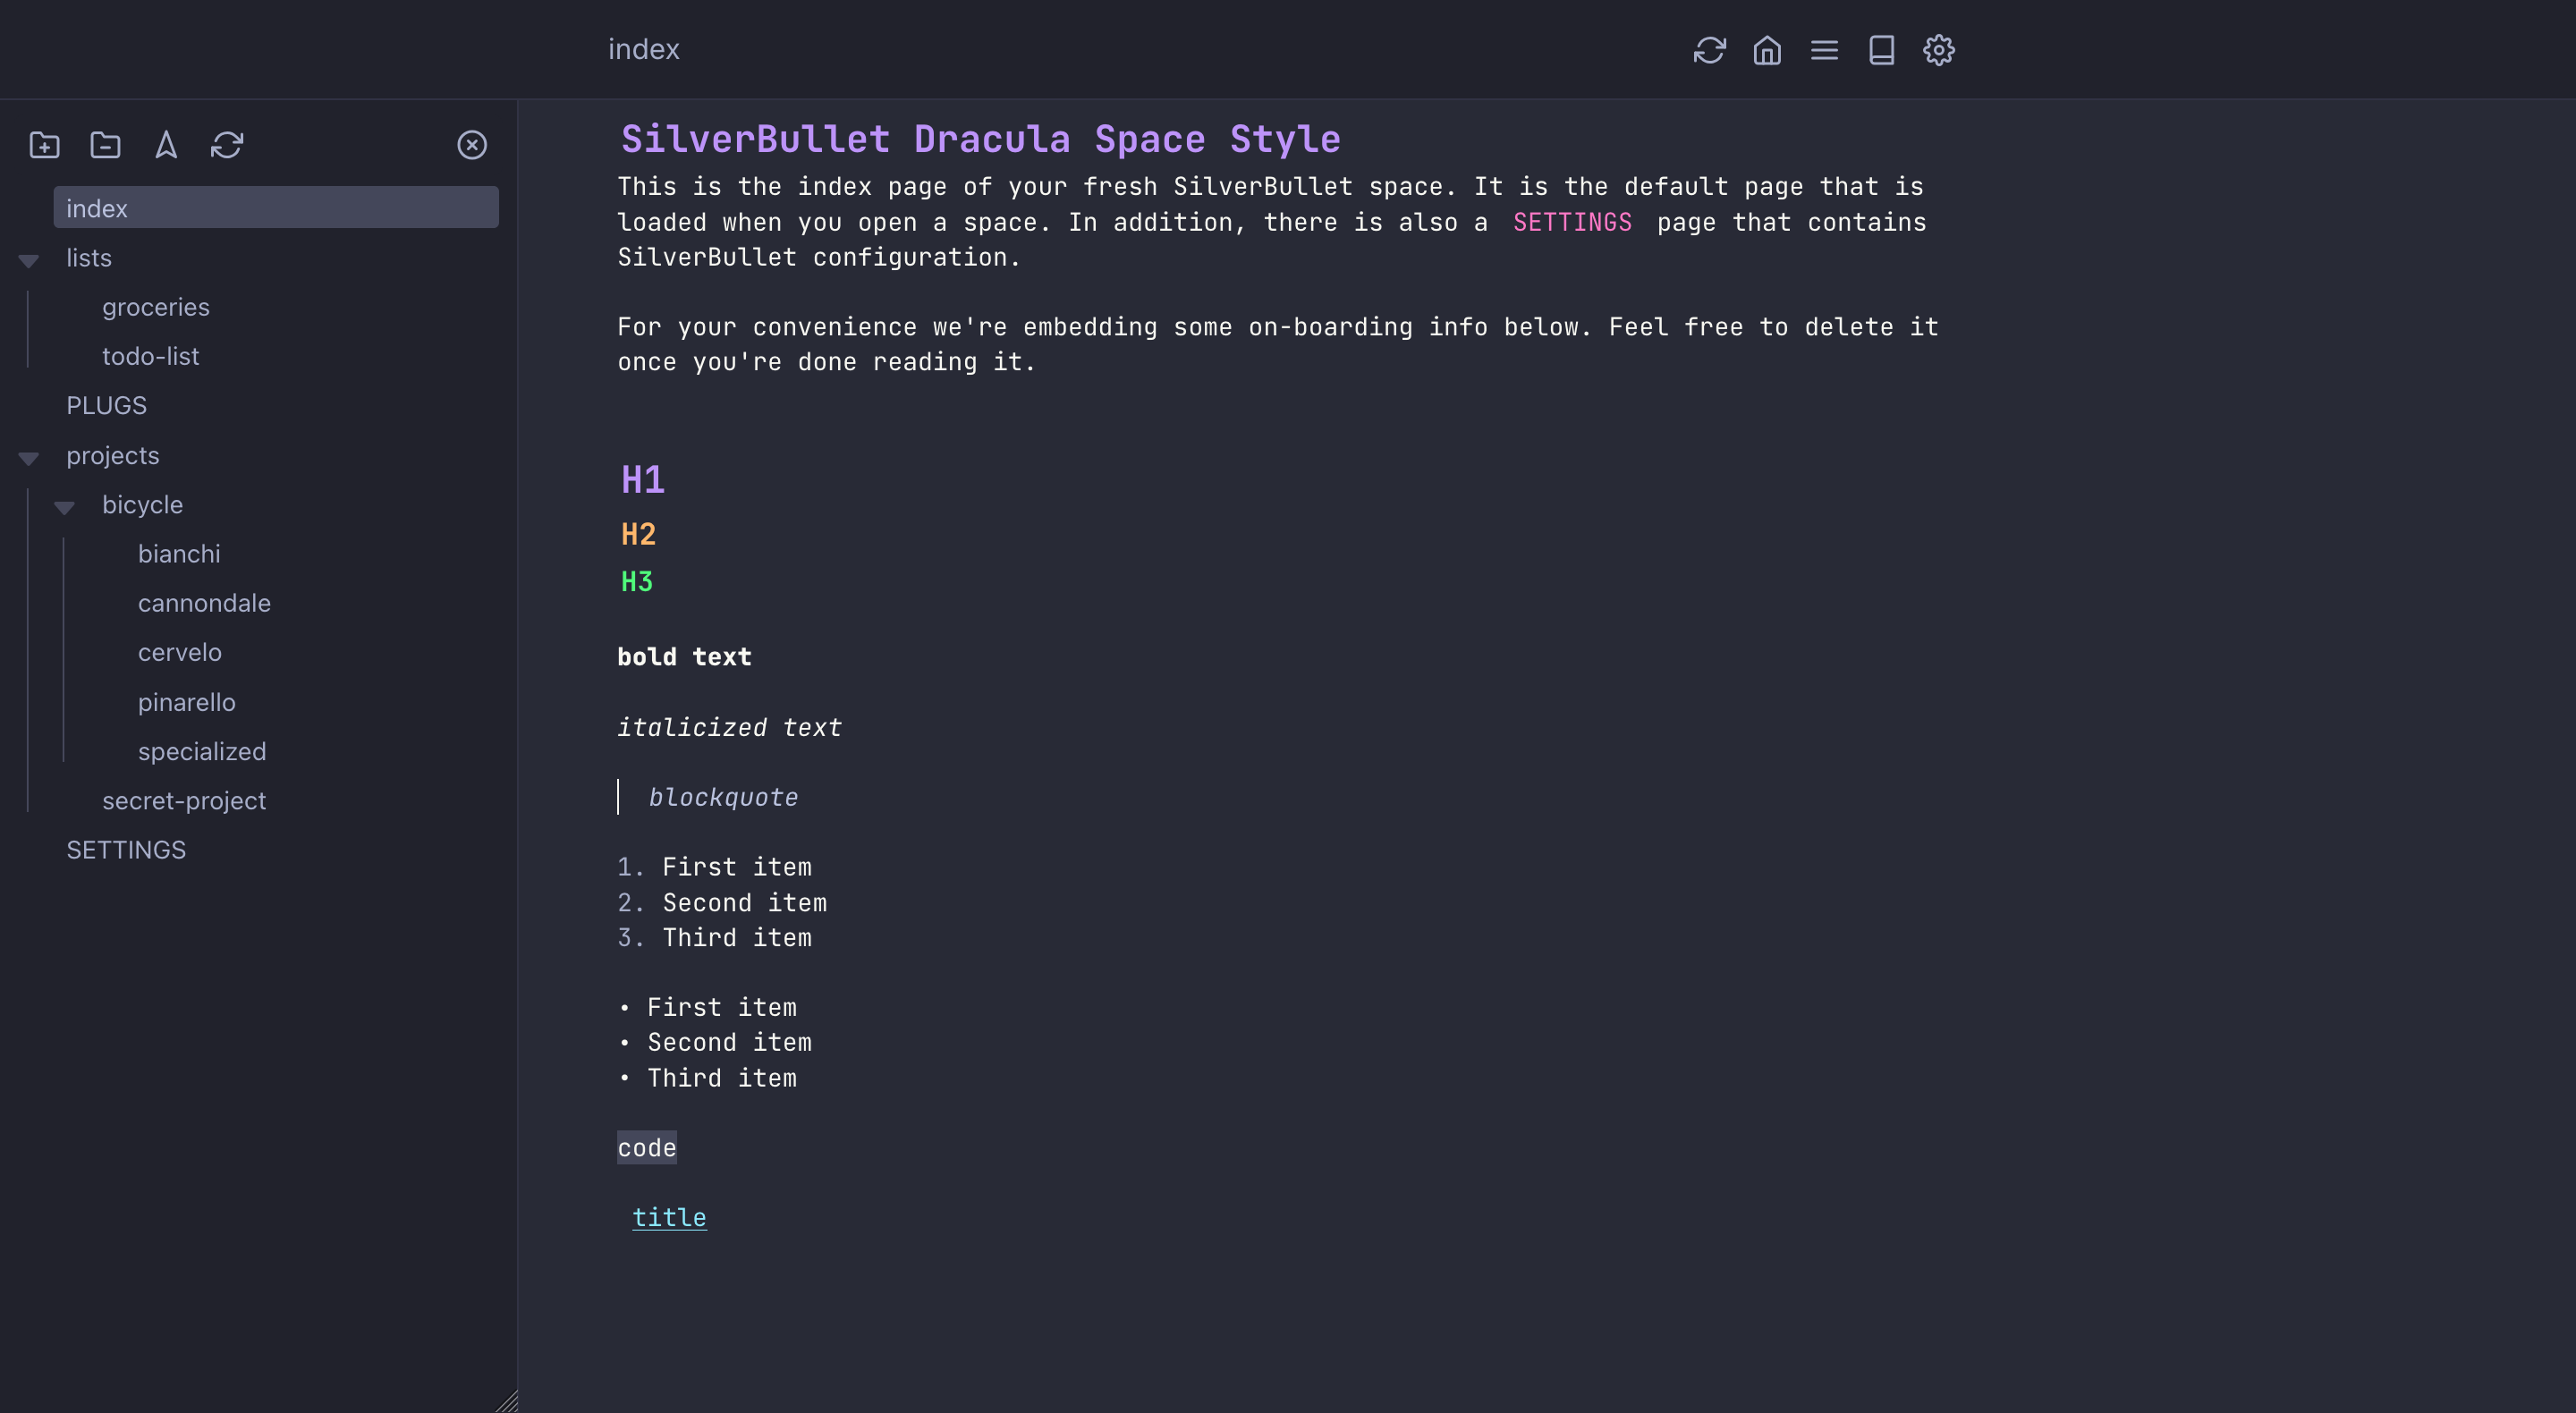 index
index
lists
groceries
todo-list
PLUGS
projects
bicycle
bianchi
cannondale
cervelo
pinarello
specialized
secret-project
SETTINGS
SilverBullet Dracula Space Style
This is the index page of your fresh SilverBullet space. It is the default page that is
loaded when you open a space. In addition, there is also a SETTINGS page that contains
SilverBullet configuration.
For your convenience we're embedding some on-boarding info below. Feel free to delete it
once you're done reading it.
H1
H2
H3
bold text
italicized text
blockquote
1. First item
2. Second item
3. Third item
• First item
• Second item
• Third item
code
title